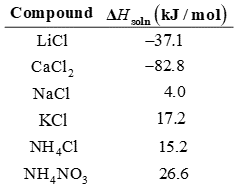 Compound ΔHsoln (kJ / mol)
LiCl −37.1
CaCl₂ −82.8
NaCl 4.0
KCl 17.2
NH₄Cl 15.2
NH₄NO₃ 26.6